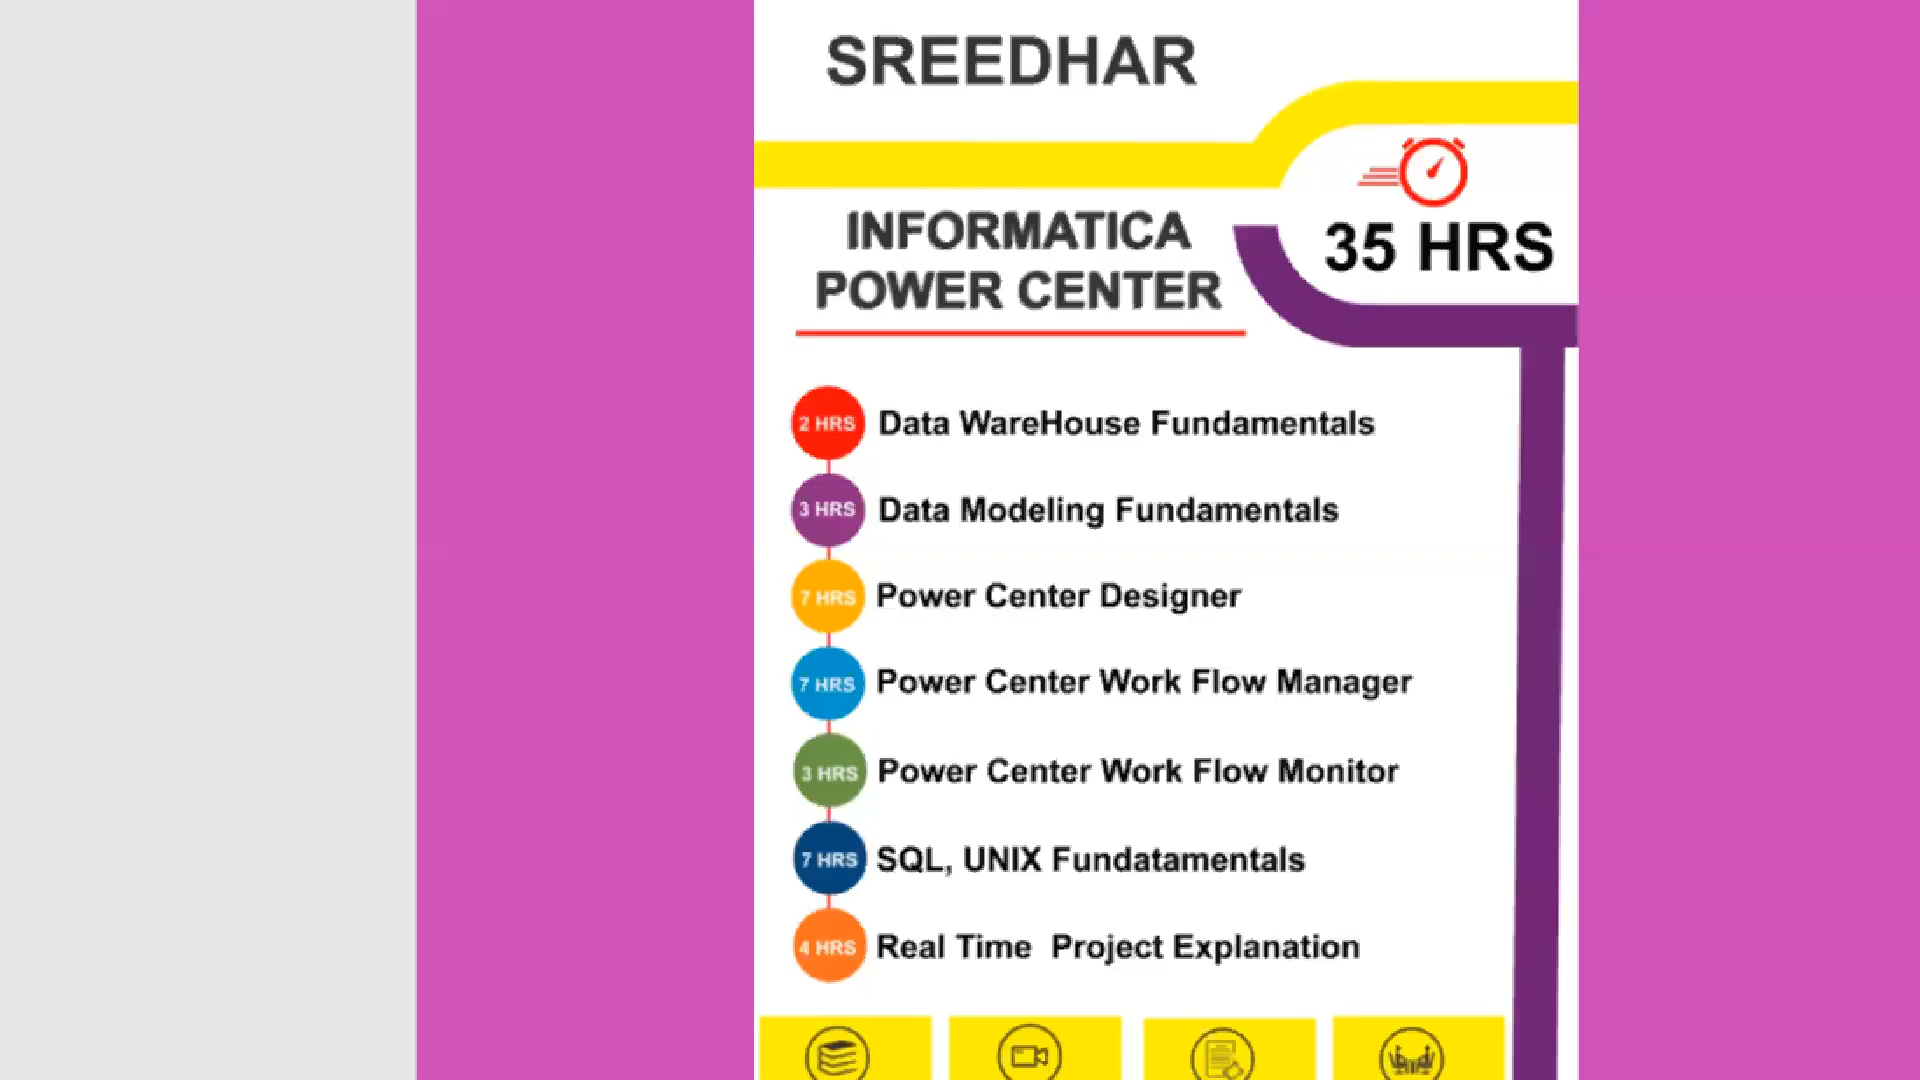 SREEDHAR
35 HRS
INFORMATICA
POWER CENTER
2 HRS Data WareHouse Fundamentals
3 HRS Data Modeling Fundamentals
7 HRS Power Center Designer
7 HRS Power Center Work Flow Manager
3 HRS Power Center Work Flow Monitor
7 HRS SQL, UNIX Fundatamentals
4 HRS Real Time Project Explanation